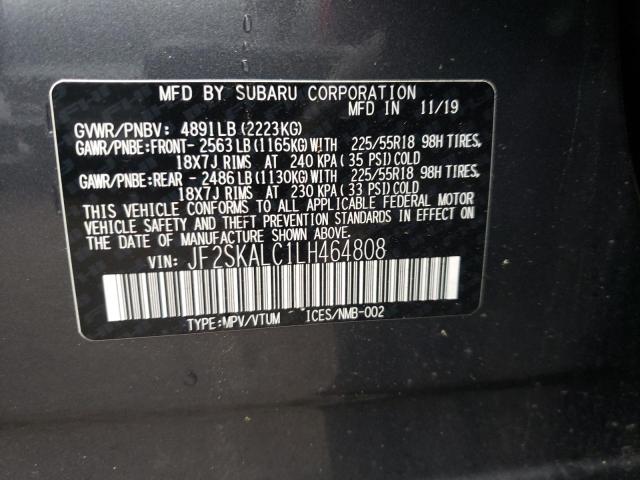 MFD BY SUBARU CORPORATION
MFD IN 11/19
GVWR/PNBV: 4891LB (2223KG)
GAWR/PNBE:FRONT- 2563 LB (1165KG) WITH 225/55R18 98H TIRES,
18X7J RIMS AT 240 KPA ( 35 PSI) COLD
GAWR/PNBE:REAR - 2486 LB (1130KG) WITH 225/55R18 98H TIRES,
18X7J RIMS AT 230 KPA ( 33 PSI) COLD
THIS VEHICLE CONFORMS TO ALL APPLICABLE FEDERAL MOTOR
VEHICLE SAFETY AND THEFT PREVENTION STANDARDS IN EFFECT ON
THE DATE OF MANUFACTURE SHOWN ABOVE.
VIN: JF2SKALC1LH464808
TYPE:MPV/VTUM ICES/NMB-002